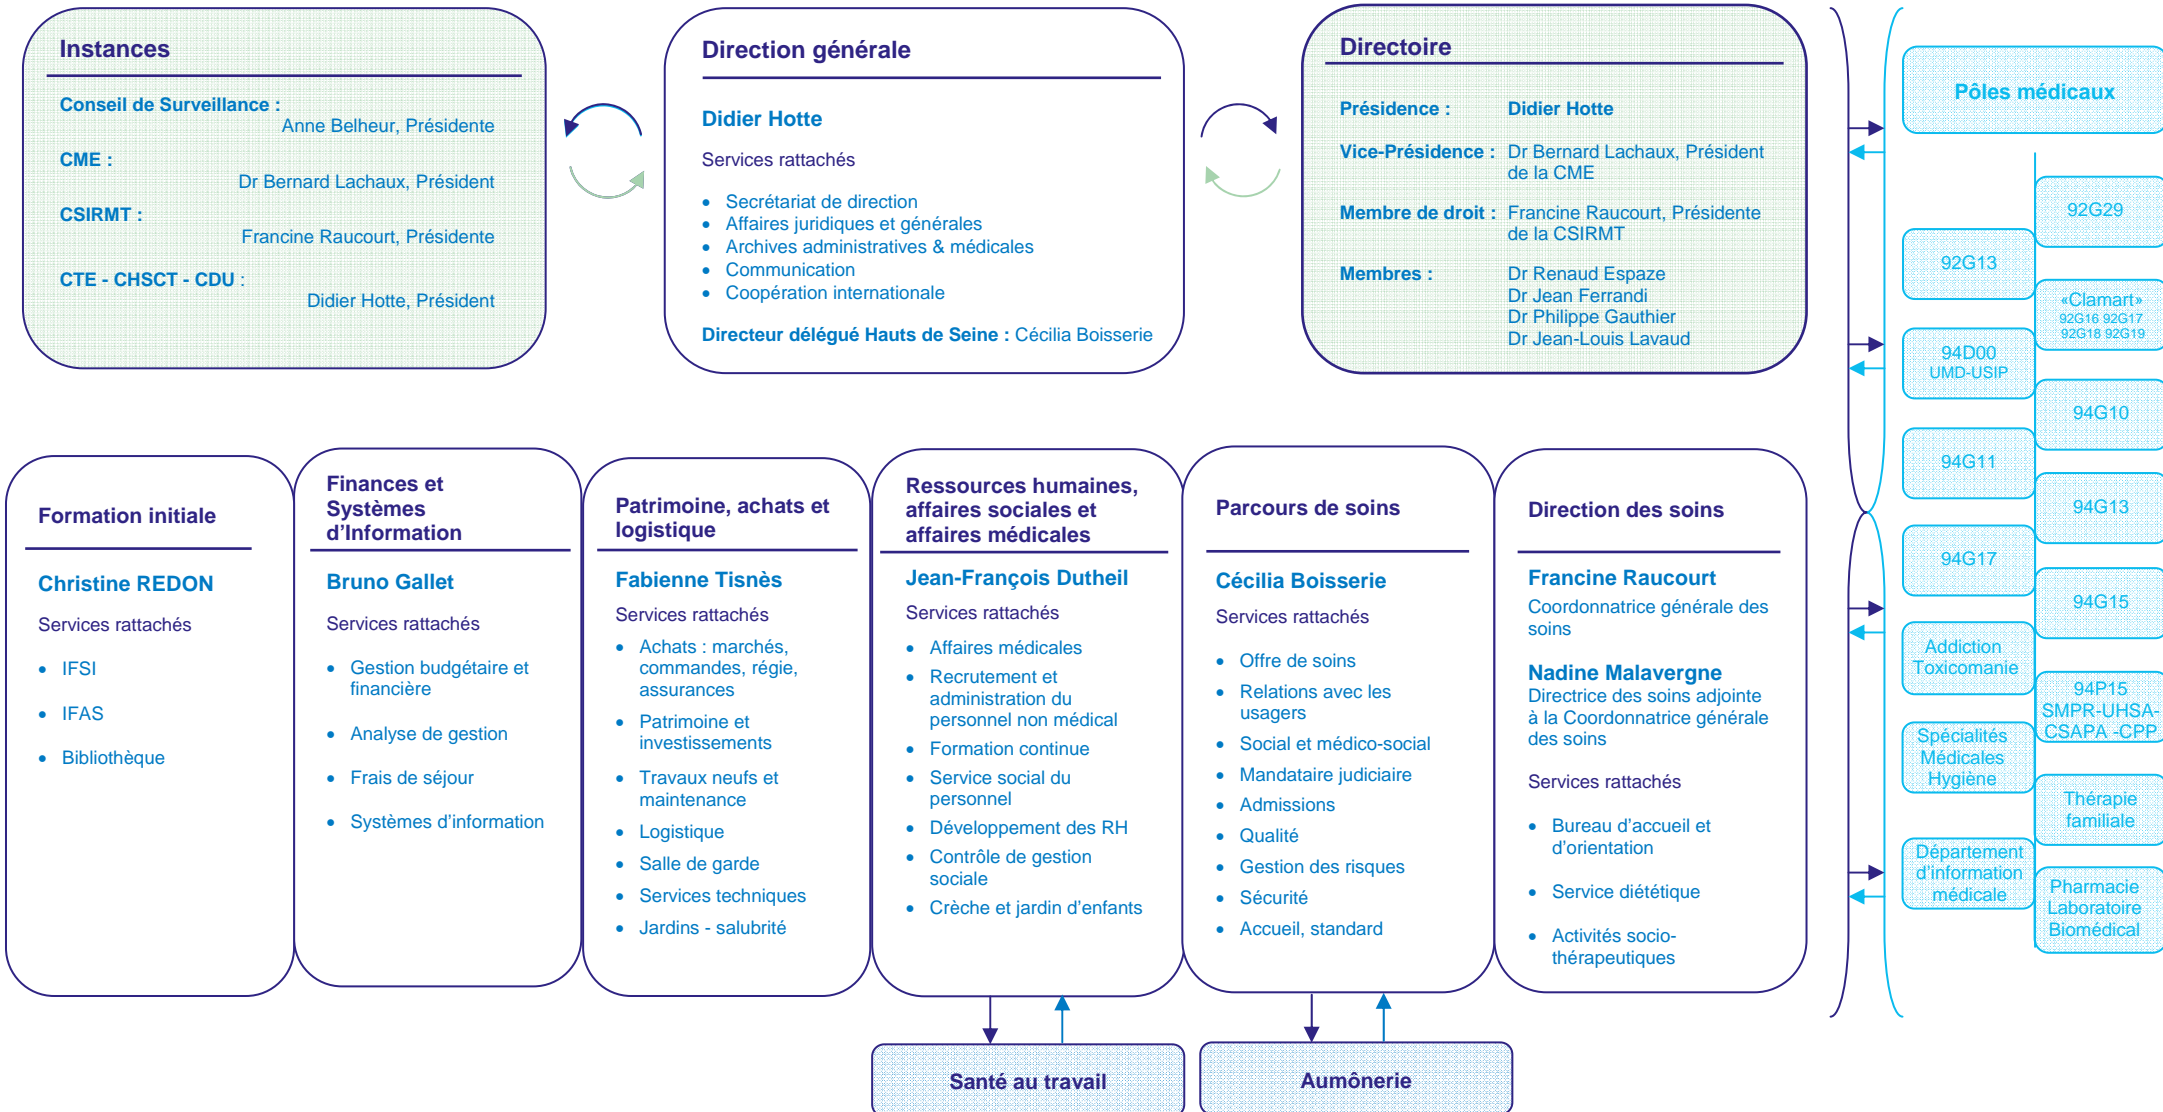 Instances
Conseil de Surveillance :
Anne Belheur, Présidente
CME :
Dr Bernard Lachaux, Président
CSIRMT :
Francine Raucourt, Présidente
CTE - CHSCT - CDU :
Didier Hotte, Président
Direction générale
Didier Hotte
Services rattachés
• Secrétariat de direction
• Affaires juridiques et générales
• Archives administratives & médicales
• Communication
• Coopération internationale
Directeur délégué Hauts de Seine : Cécilia Boisserie
Directoire
Présidence : Didier Hotte
Vice-Présidence : Dr Bernard Lachaux, Président
de la CME
Membre de droit : Francine Raucourt, Présidente
de la CSIRMT
Membres : Dr Renaud Espaze
Dr Jean Ferrandi
Dr Philippe Gauthier
Dr Jean-Louis Lavaud
Formation initiale
Christine REDON
Services rattachés
• IFSI
• IFAS
• Bibliothèque
Finances et
Systèmes
d'Information
Bruno Gallet
Services rattachés
• Gestion budgétaire et
financière
• Analyse de gestion
• Frais de séjour
• Systèmes d'information
Patrimoine, achats et
logistique
Fabienne Tisnès
Services rattachés
• Achats : marchés,
commandes, régie,
assurances
• Patrimoine et
investissements
• Travaux neufs et
maintenance
• Logistique
• Salle de garde
• Services techniques
• Jardins - salubrité
Ressources humaines,
affaires sociales et
affaires médicales
Jean-François Dutheil
Services rattachés
• Affaires médicales
• Recrutement et
administration du
personnel non médical
• Formation continue
• Service social du
personnel
• Développement des RH
• Contrôle de gestion
sociale
• Crèche et jardin d'enfants
Parcours de soins
Cécilia Boisserie
Services rattachés
• Offre de soins
• Relations avec les
usagers
• Social et médico-social
• Mandataire judiciaire
• Admissions
• Qualité
• Gestion des risques
• Sécurité
• Accueil, standard
Direction des soins
Francine Raucourt
Coordonnatrice générale des
soins
Nadine Malavergne
Directrice des soins adjointe
à la Coordonnatrice générale
des soins
Services rattachés
• Bureau d'accueil et
d'orientation
• Service diététique
• Activités socio-
thérapeutiques
Santé au travail
Aumônerie
Pôles médicaux
92G29
92G13
«Clamart»
92G16 92G17
92G18 92G19
94D00
UMD-USIP
94G10
94G11
94G13
94G17
94G15
Addiction
Toxicomanie
94P15
SMPR-UHSA-
CSAPA -CPP
Spécialités
Médicales
Hygiène
Thérapie
familiale
Département
d'information
médicale
Pharmacie
Laboratoire
Biomédical